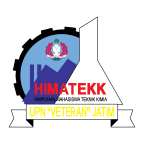 HIMATEKK
HIMPUNAN MAHASISWA TEKNIK KIMIA
UPN "VETERAN" JATIM